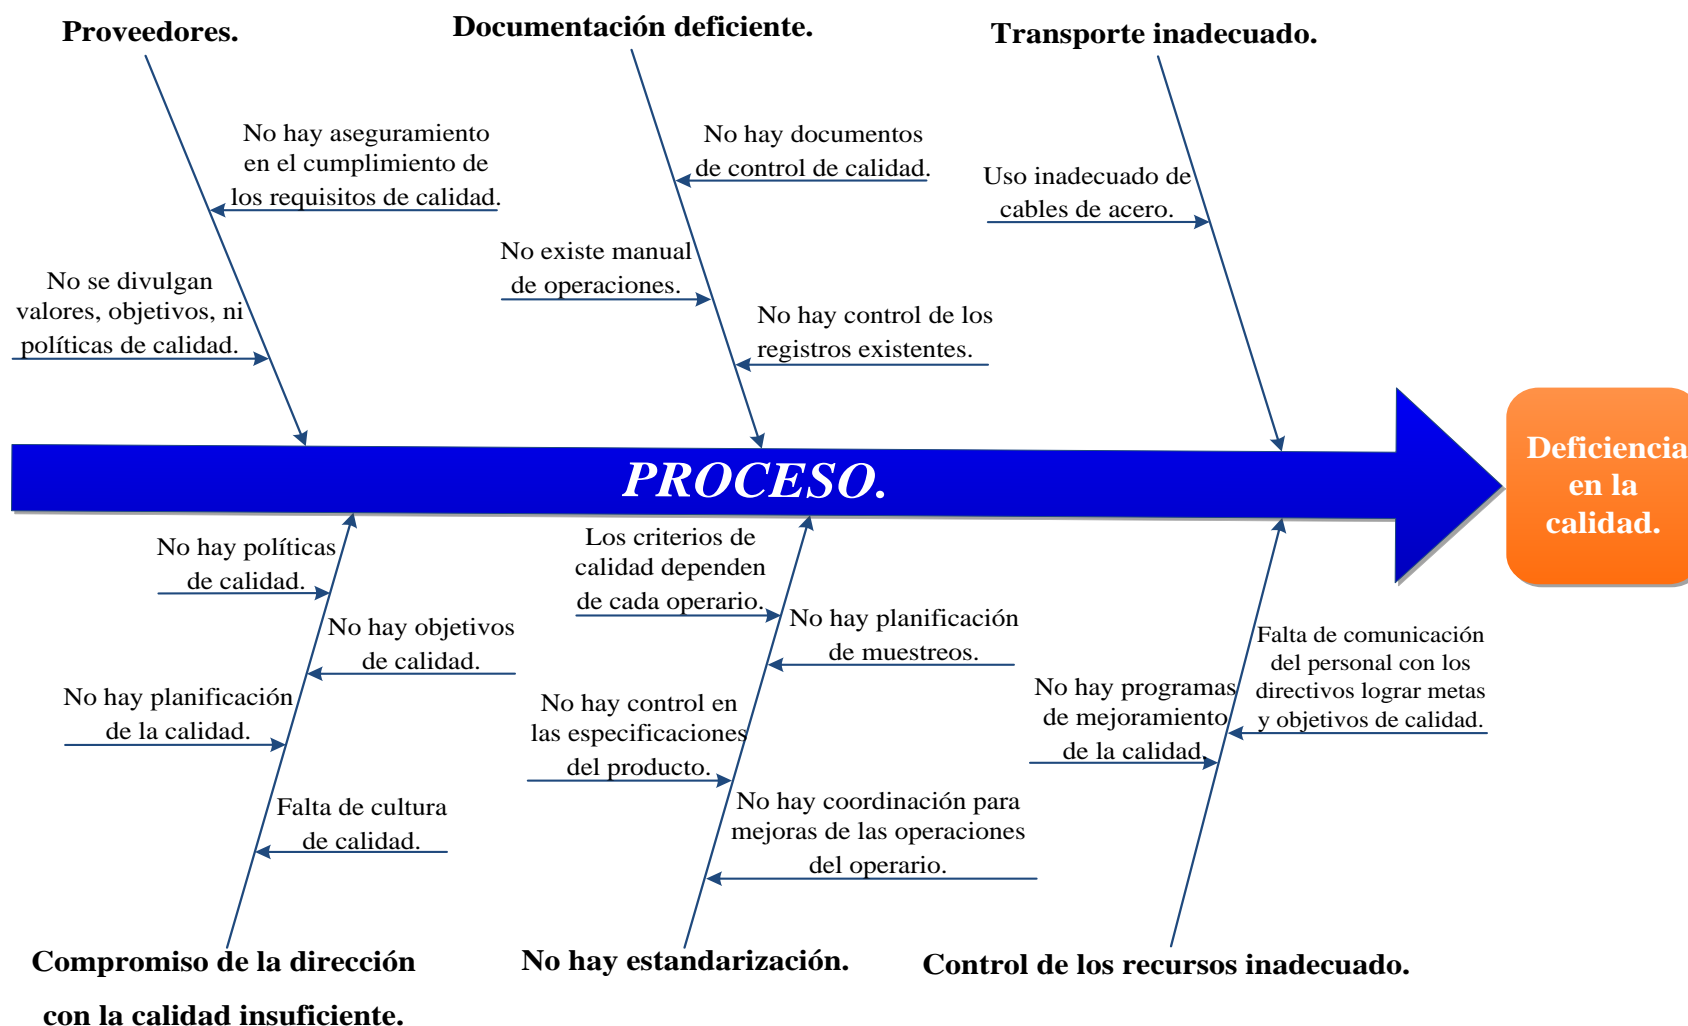 Proveedores.
Documentación deficiente.
Transporte inadecuado.
No hay aseguramiento
en el cumplimiento de
los requisitos de calidad.
No se divulgan
valores, objetivos, ni
políticas de calidad.
No hay documentos
de control de calidad.
No existe manual
de operaciones.
No hay control de los
registros existentes.
Uso inadecuado de
cables de acero.
PROCESO.
Deficiencia
en la
calidad.
No hay políticas
de calidad.
No hay objetivos
de calidad.
No hay planificación
de la calidad.
Falta de cultura
de calidad.
Los criterios de
calidad dependen
de cada operario.
No hay planificación
de muestreos.
No hay control en
las especificaciones
del producto.
No hay coordinación para
mejoras de las operaciones
del operario.
Falta de comunicación
del personal con los
directivos lograr metas
y objetivos de calidad.
No hay programas
de mejoramiento
de la calidad.
Compromiso de la dirección
con la calidad insuficiente.
No hay estandarización.
Control de los recursos inadecuado.